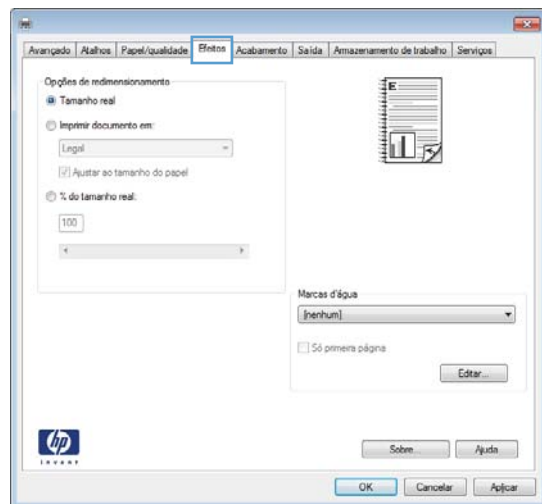 Avançado Atalhos Papel/qualidade Efeitos Acabamento Saída Armazenamento de trabalho Serviços
Opções de redimensionamento
Tamanho real
Imprimir documento em:
Legal
Ajustar ao tamanho do papel
% do tamanho real:
100
E
Marcas d'água
[nenhum]
Só primeira página
Editar...
hp
invent
Sobre...
Ajuda
OK
Cancelar
Aplicar